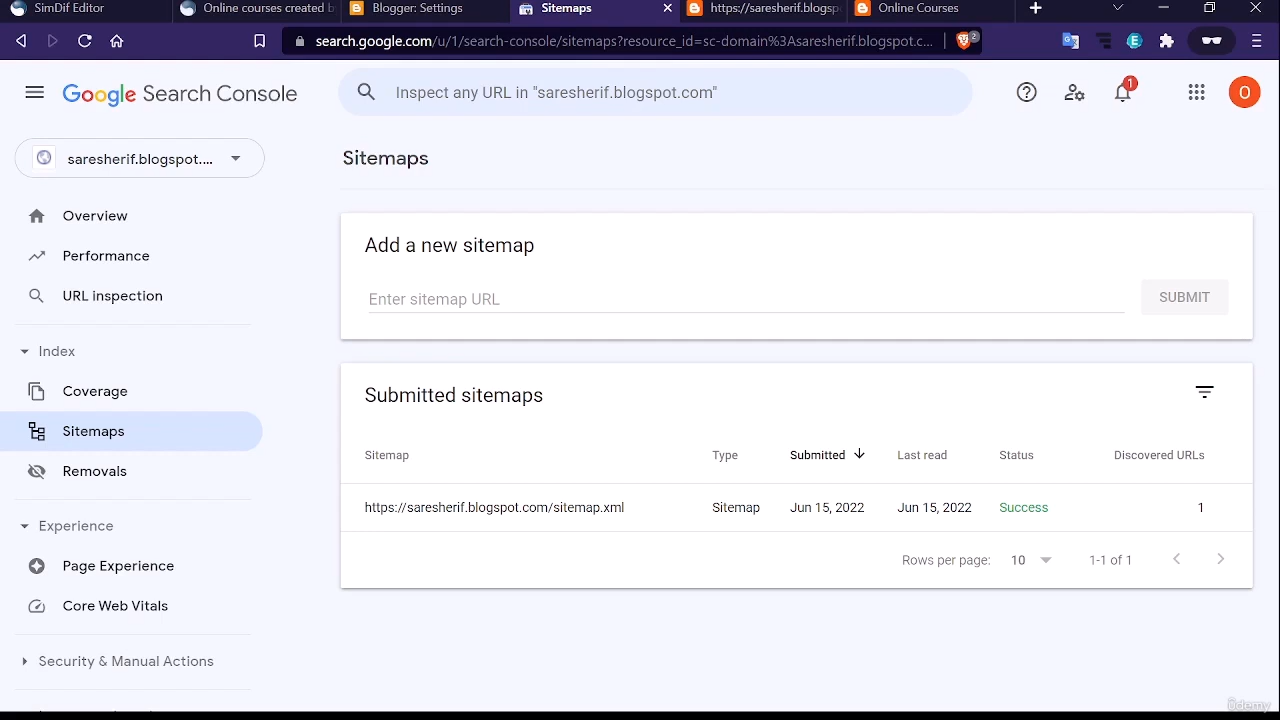 SimDif Editor
Online courses created b
Blogger: Settings
Sitemaps
https://saresherif.blogsp
Online Courses
search.google.com/u/1/search-console/sitemaps?resource_id=sc-domain%3Asaresherif.blogspot.c...
2
Google Search Console
Inspect any URL in "saresherif.blogspot.com"
1
O
saresherif.blogspot....
Sitemaps
Overview
Performance
URL inspection
Index
Coverage
Sitemaps
Removals
Experience
Page Experience
Core Web Vitals
Security & Manual Actions
Add a new sitemap
Enter sitemap URL
SUBMIT
Submitted sitemaps
Sitemap Type Submitted Last read Status Discovered URLs
https://saresherif.blogspot.com/sitemap.xml Sitemap Jun 15, 2022 Jun 15, 2022 Success 1
Rows per page: 10 1-1 of 1
ûdemy